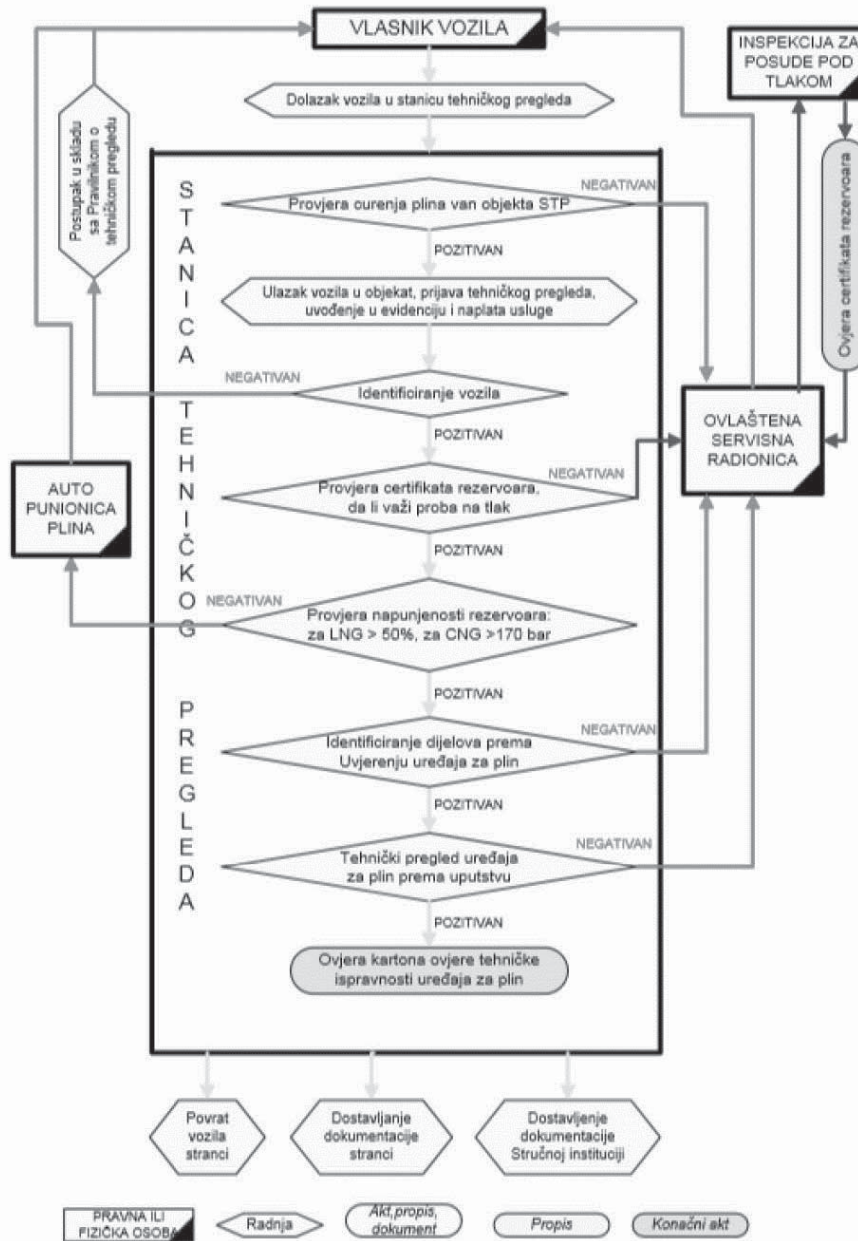 VLASNIK VOZILA
INSPEKCIJA ZA
POSUDE POD
TLAKOM
Dolazak vozila u stanicu tehničkog pregleda
Postupak u skladu
sa Pravilnikom o
tehničkom pregledu
Ovjera certifikata rezervoara
STANICA TEHNIČKOG PREGLEDA
NEGATIVAN
Provjera curenja plina van objekta STP
POZITIVAN
Ulazak vozila u objekat, prijava tehničkog pregleda,
uvođenje u evidenciju i naplata usluge
NEGATIVAN
Identificiranje vozila
POZITIVAN
OVLAŠTENA
SERVISNA
RADIONICA
AUTO
PUNIONICA
PLINA
NEGATIVAN
Provjera certifikata rezervoara,
da li važi proba na tlak
POZITIVAN
NEGATIVAN
Provjera napunjenosti rezervoara:
za LNG > 50%, za CNG >170 bar
POZITIVAN
NEGATIVAN
Identificiranje dijelova prema
Uvjerenju uređaja za plin
POZITIVAN
NEGATIVAN
Tehnički pregled uređaja
za plin prema uputstvu
POZITIVAN
Ovjera kartona ovjere tehničke
ispravnosti uređaja za plin
Povrat
vozila
stranci
Dostavljanje
dokumentacije
stranci
Dostavljenje
dokumentacije
Stručnoj instituciji
PRAVNA ILI
FIZIČKA OSOBA
Radnja
Akt,propis,
dokument
Propis
Konačni akt